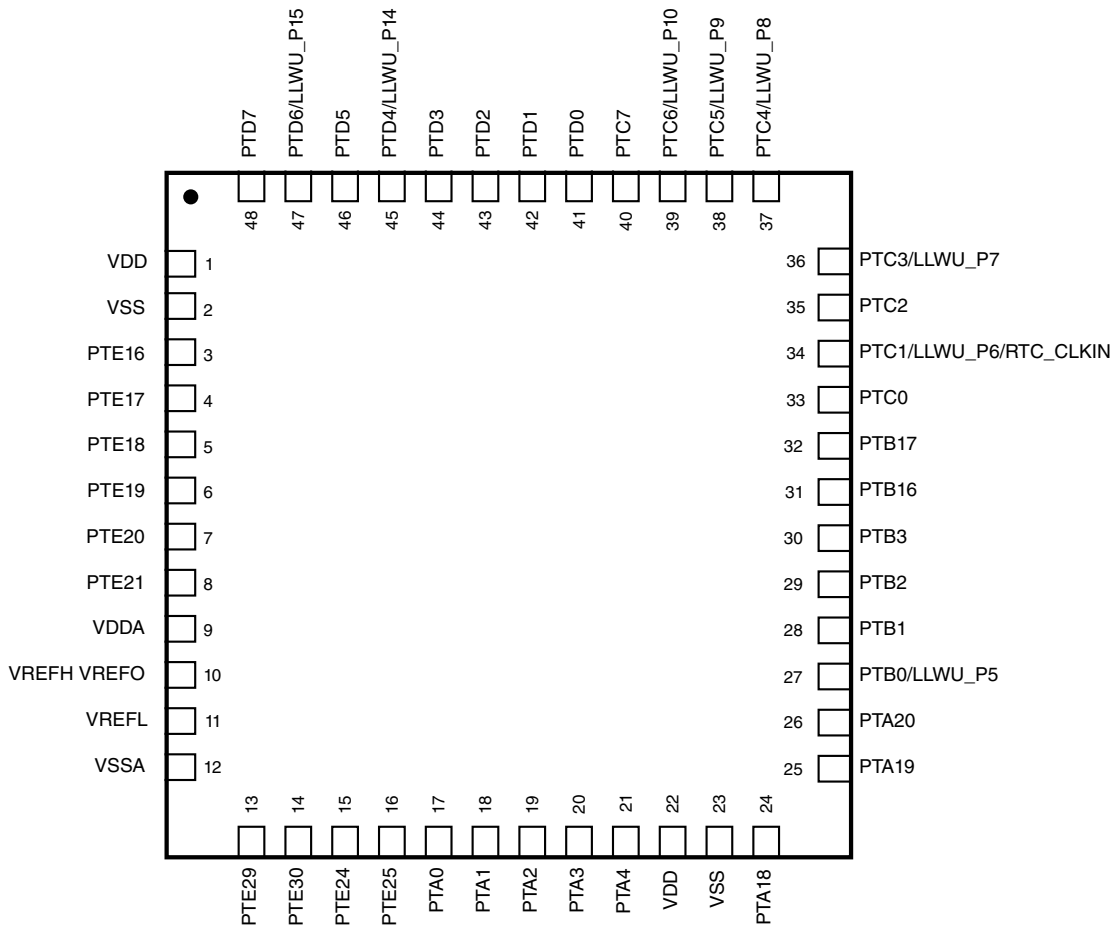 PTD7
PTD6/LLWU_P15
PTD5
PTD4/LLWU_P14
PTD3
PTD2
PTD1
PTD0
PTC7
PTC6/LLWU_P10
PTC5/LLWU_P9
PTC4/LLWU_P8
48
47
46
45
44
43
42
41
40
39
38
37
VDD 1
VSS 2
PTE16 3
PTE17 4
PTE18 5
PTE19 6
PTE20 7
PTE21 8
VDDA 9
VREFH VREFO 10
VREFL 11
VSSA 12
36 PTC3/LLWU_P7
35 PTC2
34 PTC1/LLWU_P6/RTC_CLKIN
33 PTC0
32 PTB17
31 PTB16
30 PTB3
29 PTB2
28 PTB1
27 PTB0/LLWU_P5
26 PTA20
25 PTA19
13
14
15
16
17
18
19
20
21
22
23
24
PTE29
PTE30
PTE24
PTE25
PTA0
PTA1
PTA2
PTA3
PTA4
VDD
VSS
PTA18